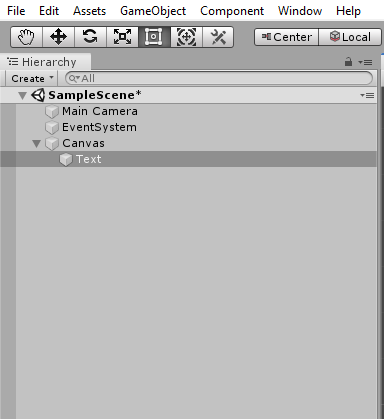 File Edit Assets GameObject Component Window Help
Center Local
Hierarchy
Create All
SampleScene*
Main Camera
EventSystem
Canvas
Text